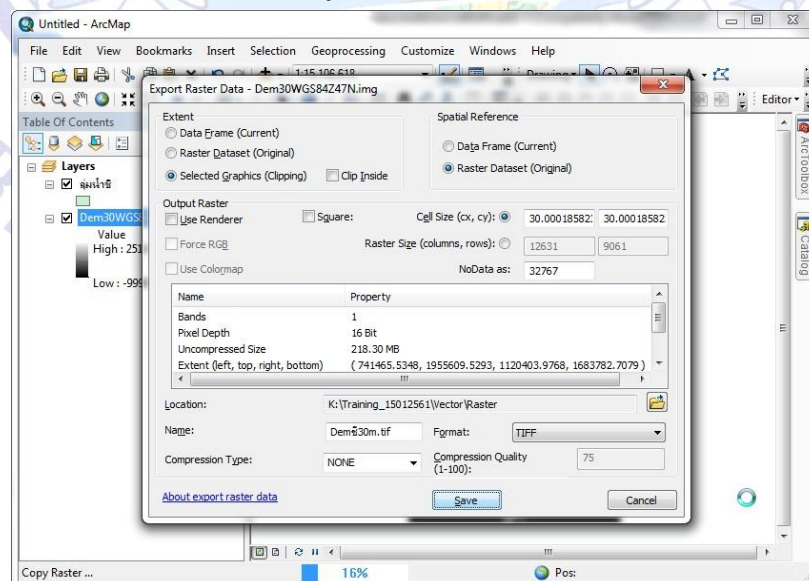 Untitled - ArcMap
File Edit View Bookmarks Insert Selection Geoprocessing Customize Windows Help
1:15,106,618
Drawing
Editor
Export Raster Data - Dem30WGS84Z47N.img
Table Of Contents
Layers
ลุ่มน้ำชี
Dem30WGS8
Value
High : 251
Low : -999
Extent
Data Frame (Current)
Raster Dataset (Original)
Selected Graphics (Clipping) Clip Inside
Spatial Reference
Data Frame (Current)
Raster Dataset (Original)
Output Raster
Use Renderer Square: Cell Size (cx, cy): 30.00018582 30.00018582
Force RGB Raster Size (columns, rows): 12631 9061
Use Colormap NoData as: 32767
Name Property
Bands 1
Pixel Depth 16 Bit
Uncompressed Size 218.30 MB
Extent (left, top, right, bottom) ( 741465.5348, 1955609.5293, 1120403.9768, 1683782.7079 )
Location: K:\Training_15012561\Vector\Raster
Name: Demชี30m.tif Format: TIFF
Compression Type: NONE Compression Quality (1-100): 75
About export raster data Save Cancel
ArcToolbox
Catalog
Copy Raster ... 16% Pos: